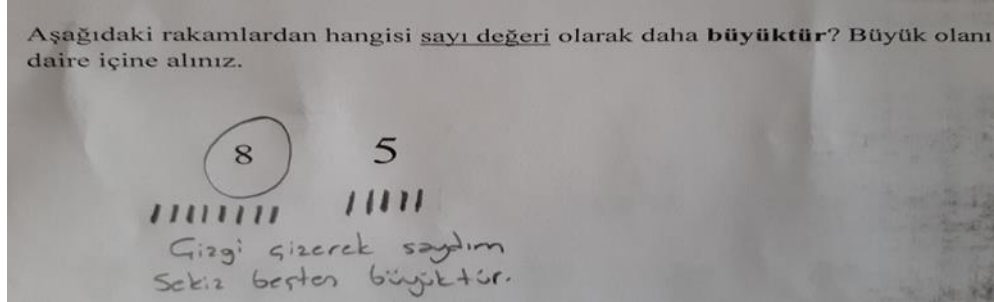 Aşağıdaki rakamlardan hangisi sayı değeri olarak daha büyüktür? Büyük olanı
daire içine alınız.
8 5
Çizgi çizerek saydım
Sekiz beşten büyüktür.